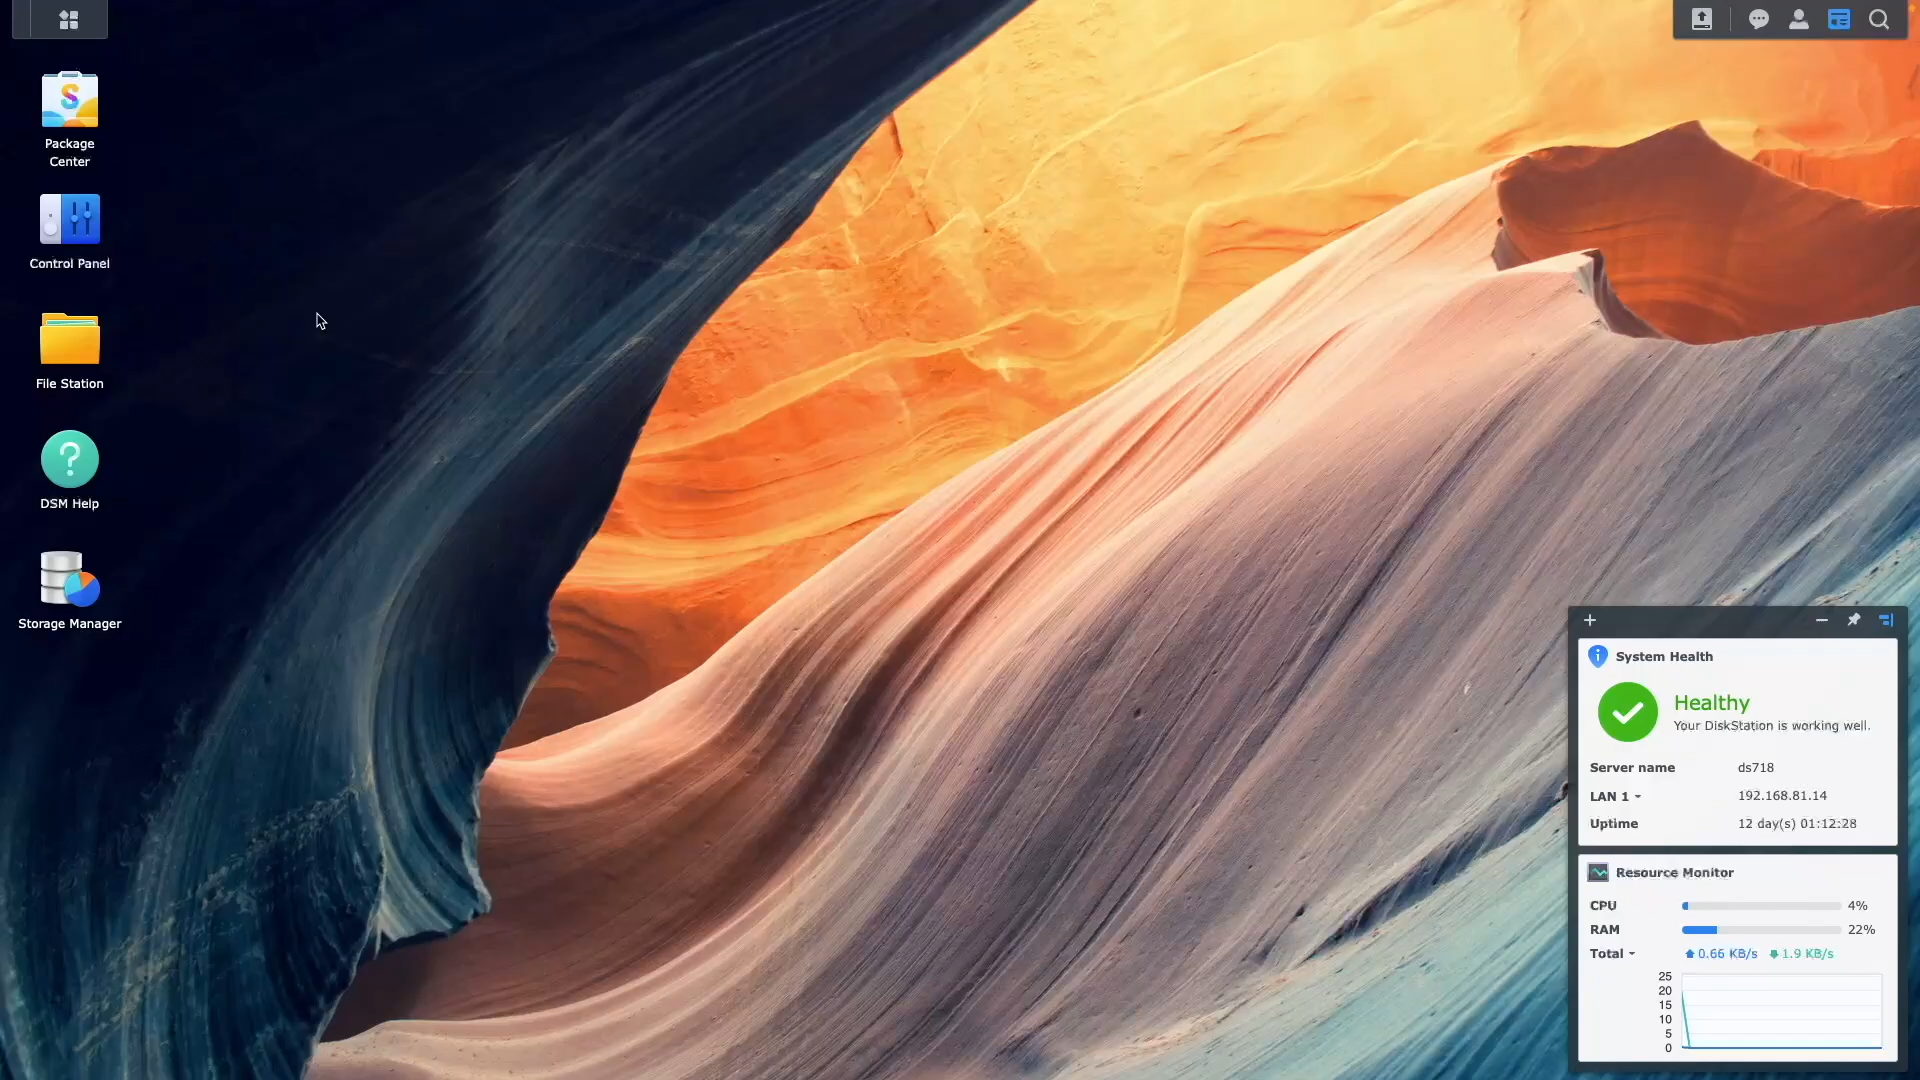 Package
Center
Control Panel
File Station
DSM Help
Storage Manager
System Health
Healthy
Your DiskStation is working well.
Server name ds718
LAN 1 192.168.81.14
Uptime 12 day(s) 01:12:28
Resource Monitor
CPU 4%
RAM 22%
Total 0.66 KB/s 1.9 KB/s
25
20
15
10
5
0